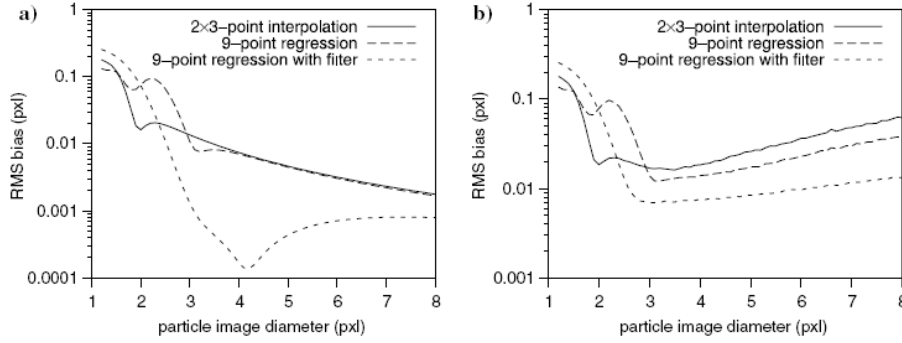 a)
2×3–point interpolation
9–point regression
9–point regression with filter
RMS bias (pxl)
1
0.1
0.01
0.001
0.0001
1 2 3 4 5 6 7 8
particle image diameter (pxl)
b)
2×3–point interpolation
9–point regression
9–point regression with filter
RMS bias (pxl)
1
0.1
0.01
0.001
1 2 3 4 5 6 7 8
particle image diameter (pxl)